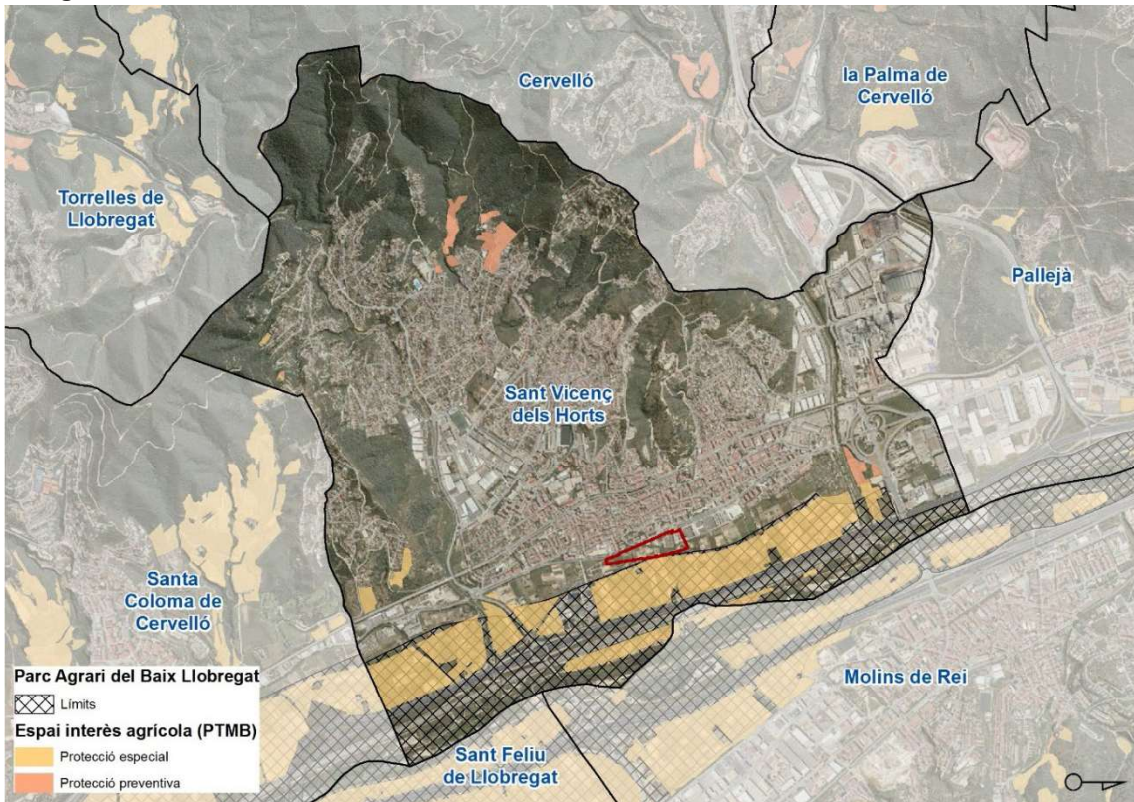 Cervelló
la Palma de
Cervelló
Torrelles de
Llobregat
Pallejà
Sant Vicenç
dels Horts
Santa
Coloma de
Cervelló
Molins de Rei
Sant Feliu
de Llobregat
Parc Agrari del Baix Llobregat
Límits
Espai interès agrícola (PTMB)
Protecció especial
Protecció preventiva